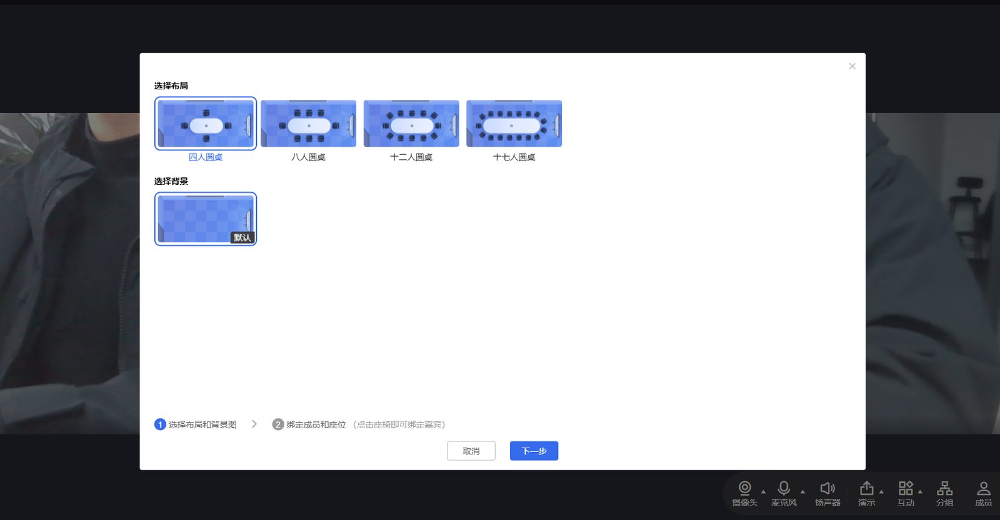 选择布局
四人圆桌
八人圆桌
十二人圆桌
十七人圆桌
选择背景
默认
1 选择布局和背景图
2 绑定成员和座位 （点击座椅即可绑定嘉宾）
取消
下一步
摄像头
麦克风
扬声器
演示
互动
分组
成员